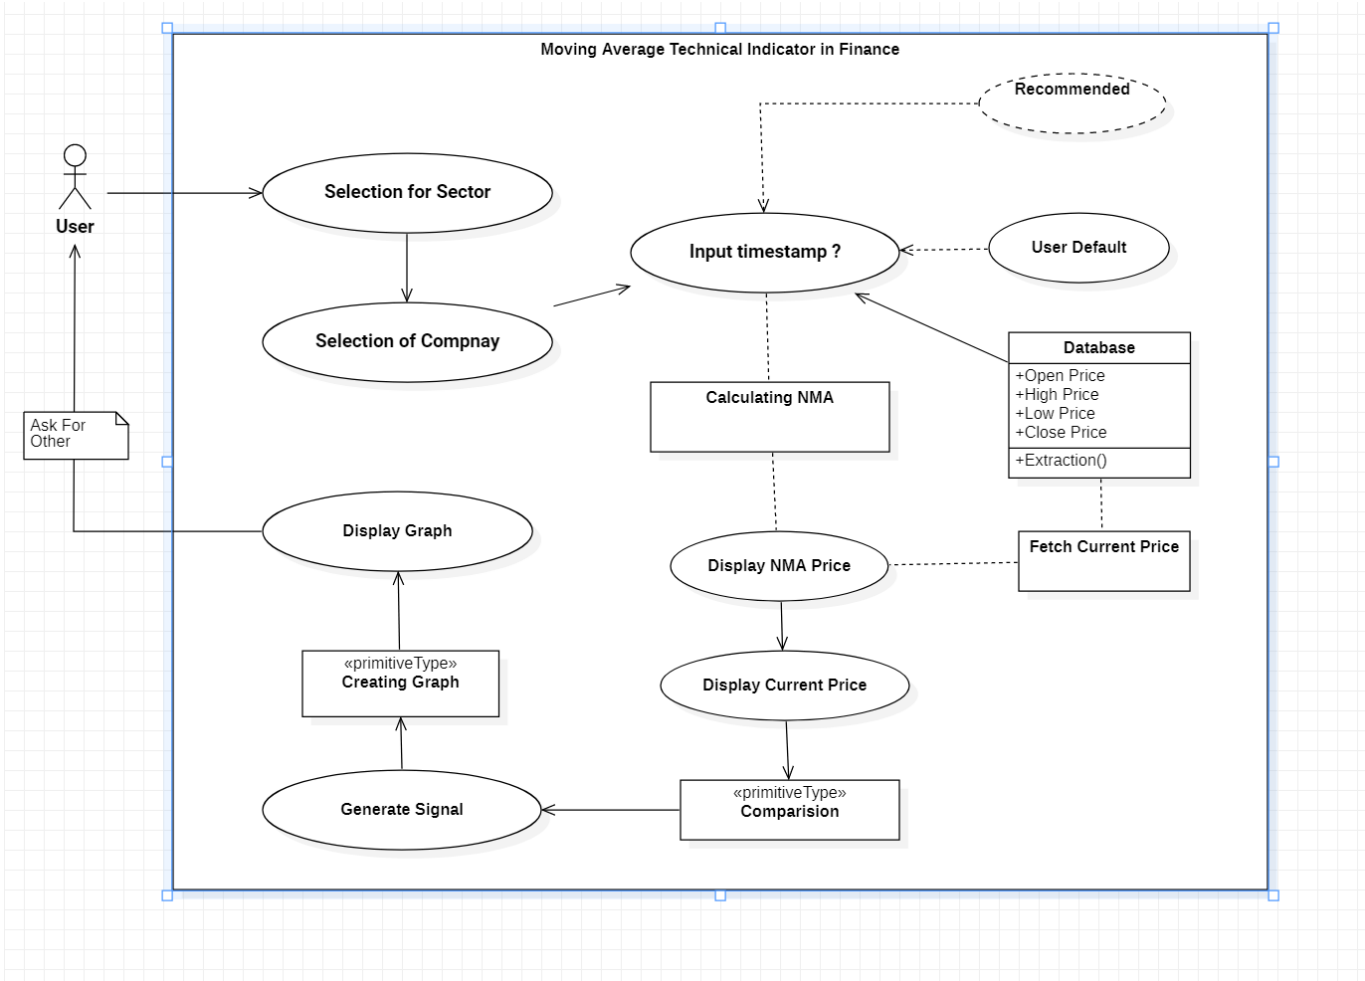 Moving Average Technical Indicator in Finance
Recommended
User
Selection for Sector
Input timestamp ?
User Default
Selection of Compnay
Database
+Open Price
+High Price
+Low Price
+Close Price
+Extraction()
Calculating NMA
Ask For
Other
Display Graph
Display NMA Price
Fetch Current Price
«primitiveType»
Creating Graph
Display Current Price
Generate Signal
«primitiveType»
Comparision